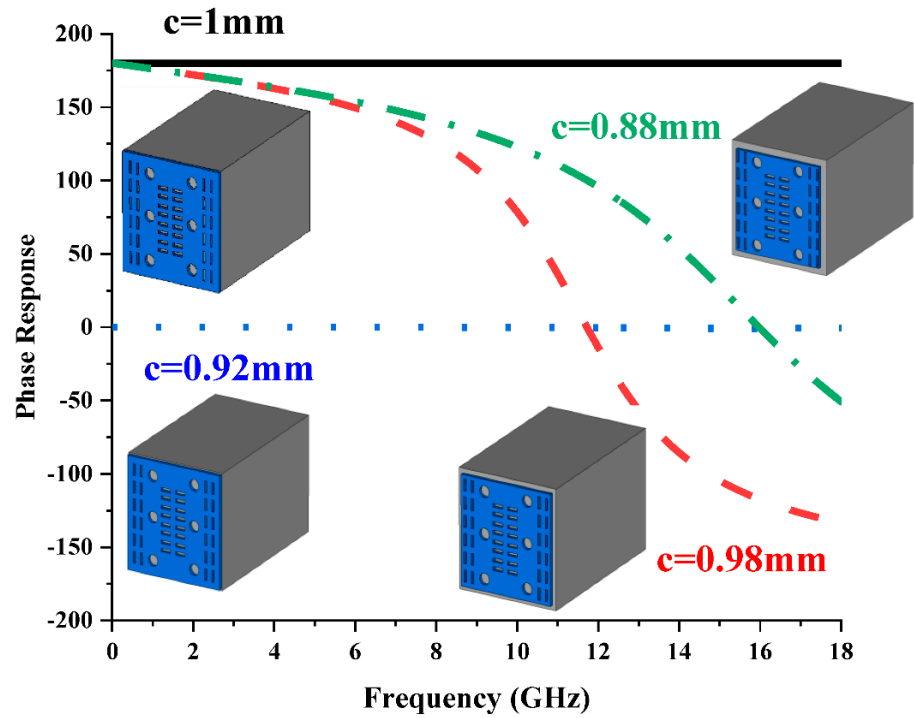 c=1mm
200
150
100
50
0
-50
-100
-150
-200
Phase Response
c=0.88mm
c=0.92mm
c=0.98mm
0 2 4 6 8 10 12 14 16 18
Frequency (GHz)